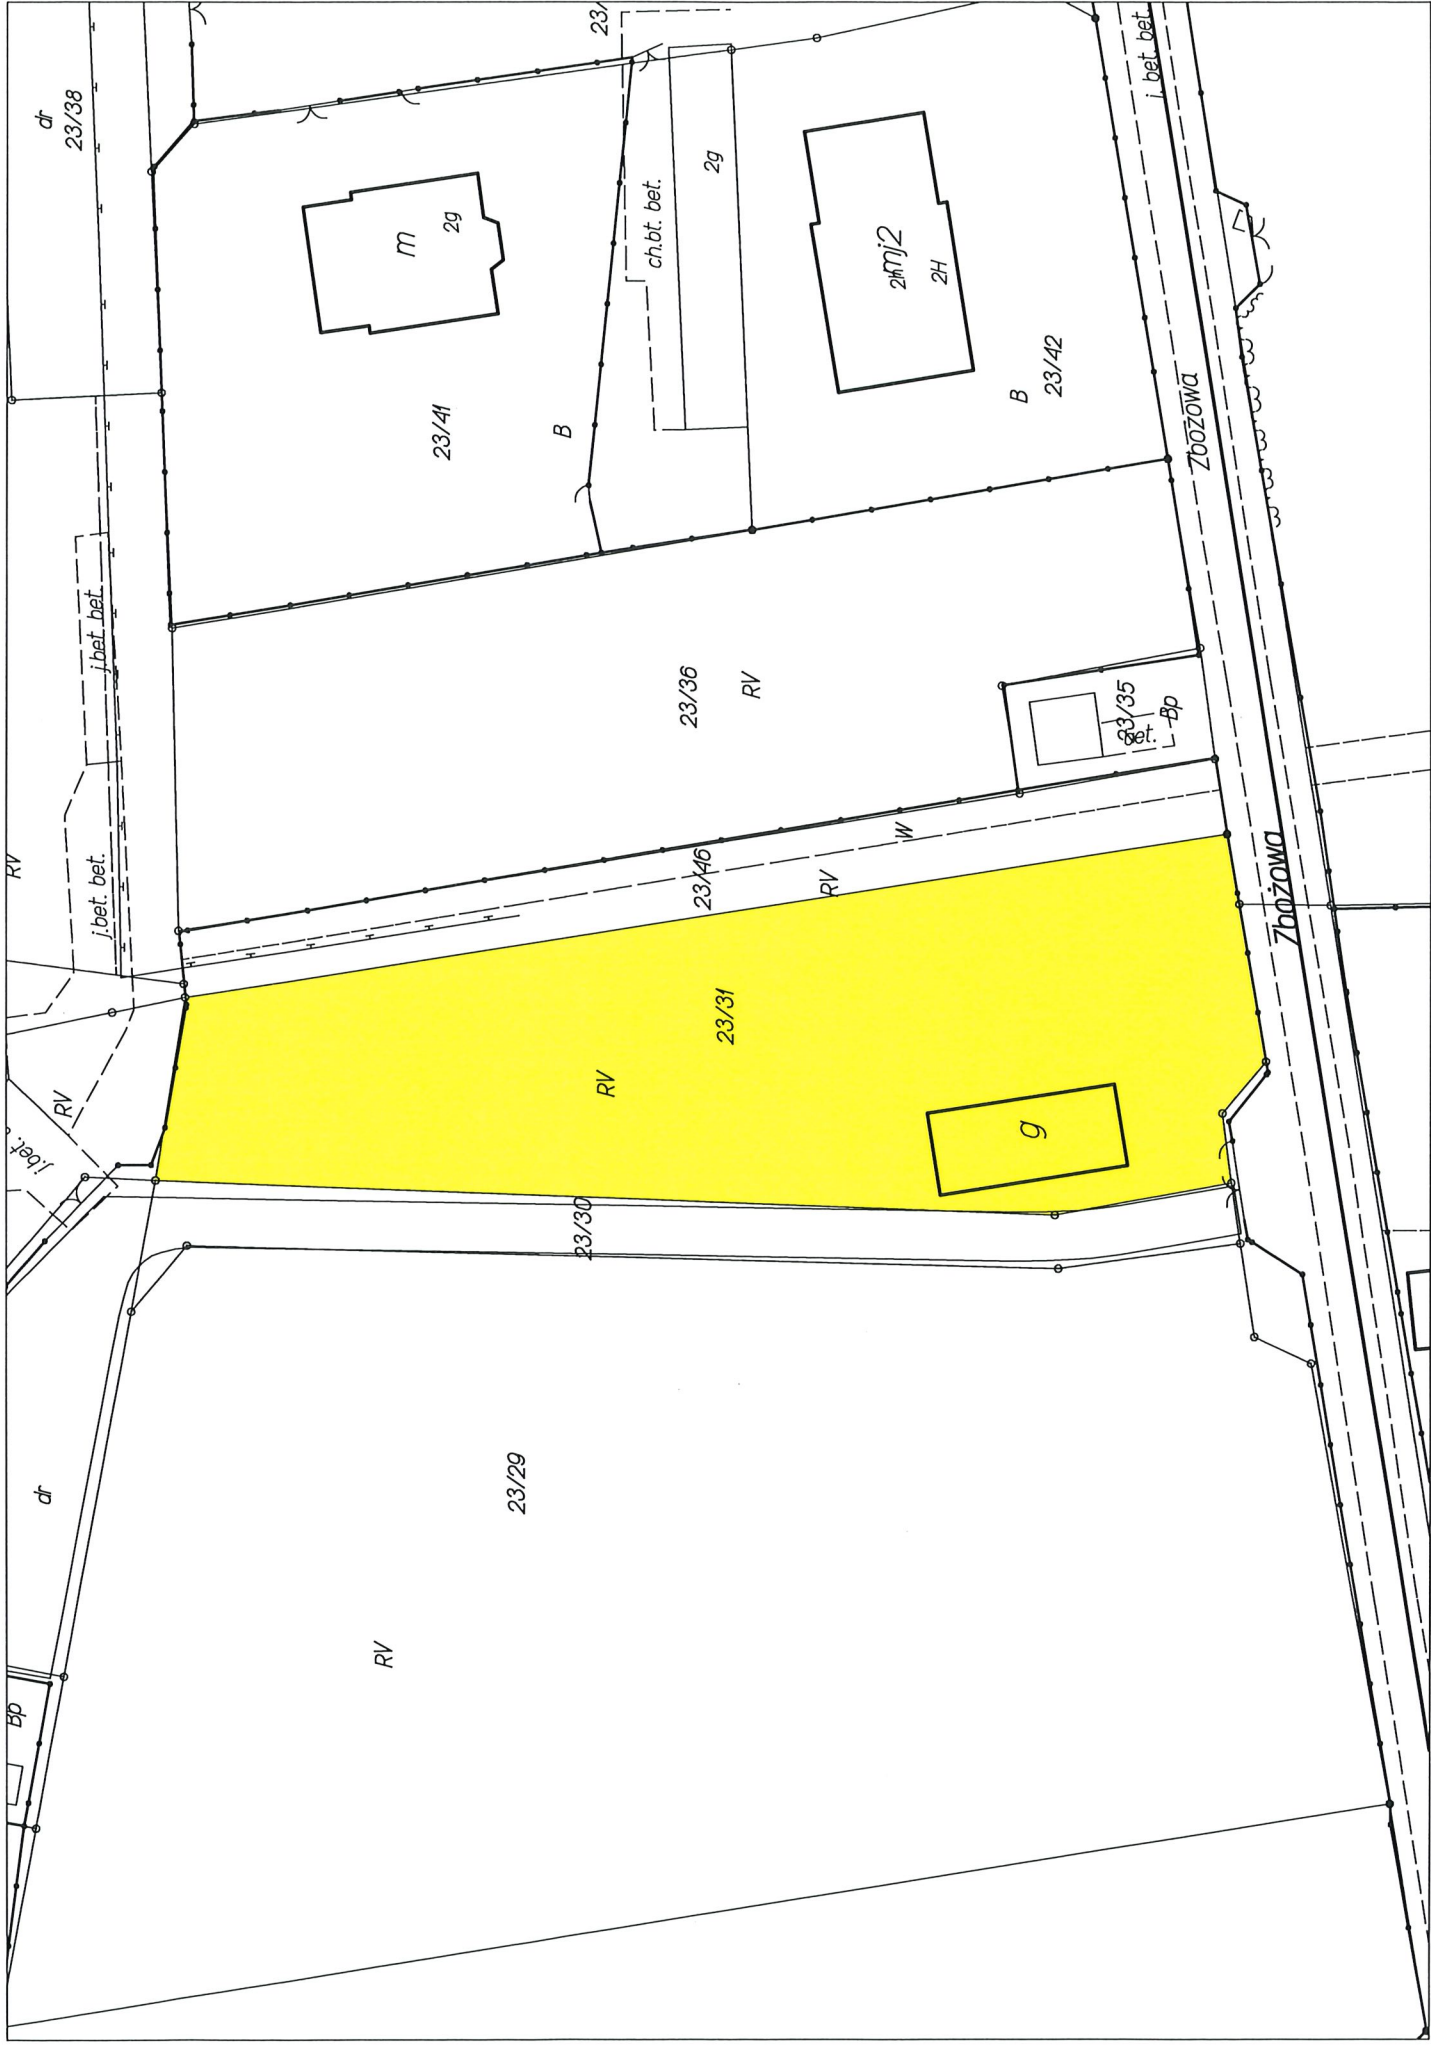 dr
23/38
23/
j. bet. bet.
m
2g
ch.bt. bet.
2g
mj2
2H
23/42
B
23/41
B
Zbożowa
j.bet. bet.
23/36
RV
23/35
bet.
Bp
RV
j.bet. bet.
23/46
W
RV
Zbożowa
23/31
RV
RV
j.bet.
g
23/30
dr
23/29
RV
Bp